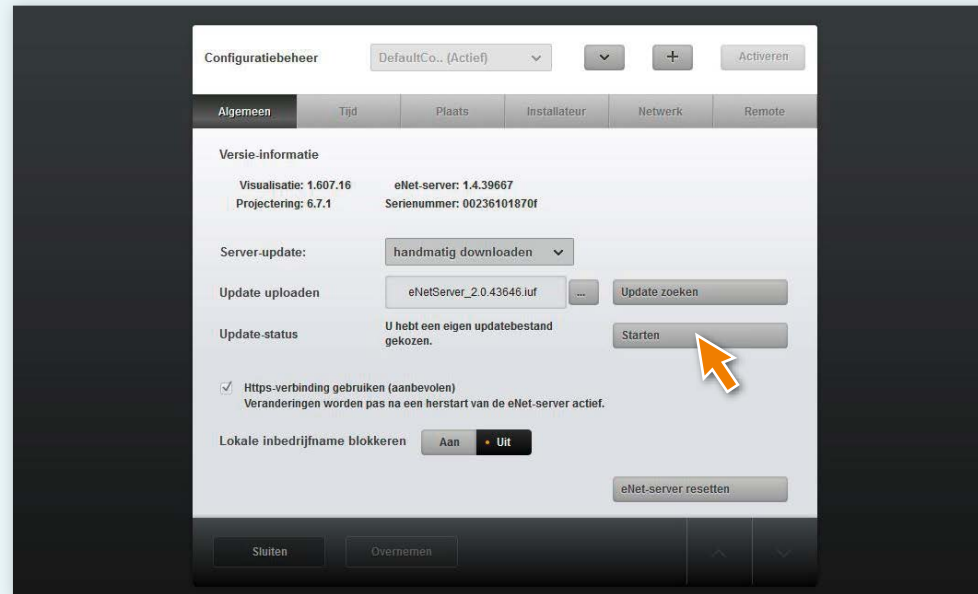 Configuratiebeheer DefaultCo.. (Actief) + Activeren
Algemeen Tijd Plaats Installateur Netwerk Remote
Versie-informatie
Visualisatie: 1.607.16 eNet-server: 1.4.39667
Projectering: 6.7.1 Serienummer: 00236101870f
Server-update: handmatig downloaden
Update uploaden eNetServer_2.0.43646.iuf ... Update zoeken
Update-status U hebt een eigen updatebestand
gekozen. Starten
Https-verbinding gebruiken (aanbevolen)
Veranderingen worden pas na een herstart van de eNet-server actief.
Lokale inbedrijfname blokkeren Aan Uit
eNet-server resetten
Sluiten Overnemen